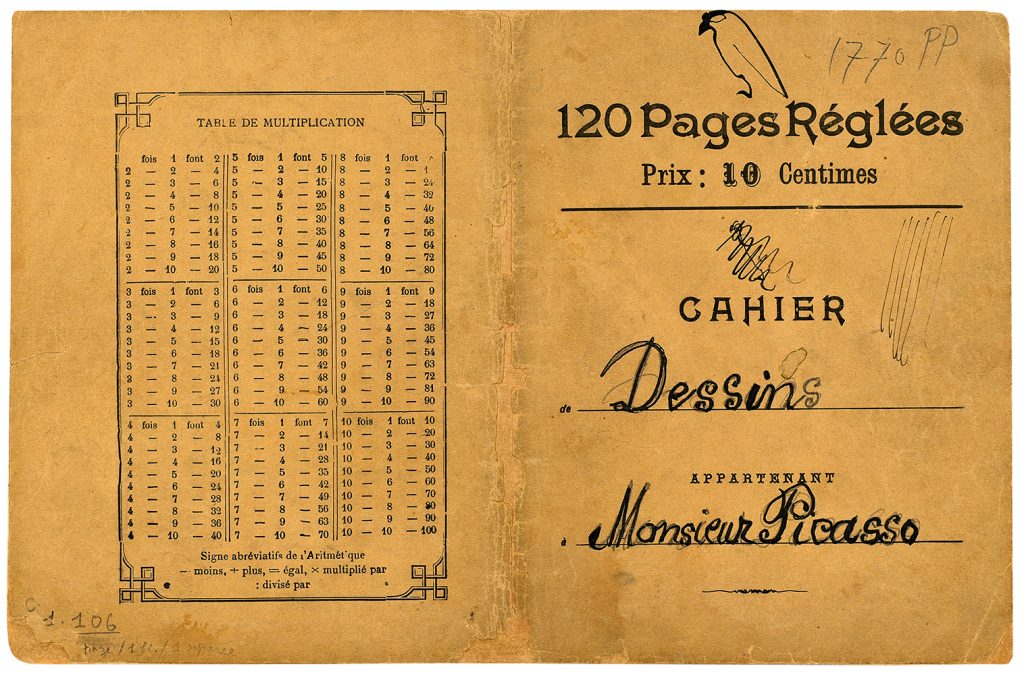 TABLE DE MULTIPLICATION
fois 1 font 2 5 fois 1 font 5 8 fois 1 font
2 — 2 — 4 5 — 2 — 10 8 — 2 — 1
2 — 3 — 6 5 — 3 — 15 8 — 3 — 24
2 — 4 — 8 5 — 4 — 20 8 — 4 — 32
2 — 5 — 10 5 — 5 — 25 8 — 5 — 40
2 — 6 — 12 5 — 6 — 30 8 — 6 — 48
2 — 7 — 14 5 — 7 — 35 8 — 7 — 56
2 — 8 — 16 5 — 8 — 40 8 — 8 — 64
2 — 9 — 18 5 — 9 — 45 8 — 9 — 72
2 — 10 — 20 5 — 10 — 50 8 — 10 — 80
3 fois 1 font 3 6 fois 1 font 6 9 fois 1 font 9
3 — 2 — 6 6 — 2 — 12 9 — 2 — 18
3 — 3 — 9 6 — 3 — 18 9 — 3 — 27
3 — 4 — 12 6 — 4 — 24 9 — 4 — 36
3 — 5 — 15 6 — 5 — 30 9 — 5 — 45
3 — 6 — 18 6 — 6 — 36 9 — 6 — 54
3 — 7 — 21 6 — 7 — 42 9 — 7 — 63
2 — 8 — 24 6 — 8 — 48 9 — 8 — 72
3 — 9 — 27 6 — 9 — 54 9 — 9 — 81
3 — 10 — 30 6 — 10 — 60 9 — 10 — 90
4 fois 1 font 4 7 fois 1 font 7 10 fois 1 font 10
4 — 2 — 8 7 — 2 — 14 10 — 2 — 20
4 — 3 — 12 7 — 3 — 21 10 — 3 — 30
4 — 4 — 16 7 — 4 — 28 10 — 4 — 40
4 — 5 — 20 7 — 5 — 35 10 — 5 — 50
4 — 6 — 24 7 — 6 — 42 10 — 6 — 60
4 — 7 — 28 7 — 7 — 49 10 — 7 — 70
4 — 8 — 32 7 — 8 — 56 10 — 8 — 80
4 — 9 — 36 7 — 9 — 63 10 — 9 — 90
4 — 10 — 40 7 — 10 — 70 10 — 10 — 100
Signe abréviatifs de l'Aritmét'que
— moins, + plus, = égal, × multiplié par
: divisé par
C. 1. 106
1770 PP
120 Pages Réglées
Prix : 10 Centimes
CAHIER
de Dessins
APPARTENANT
à Monsieur Picasso